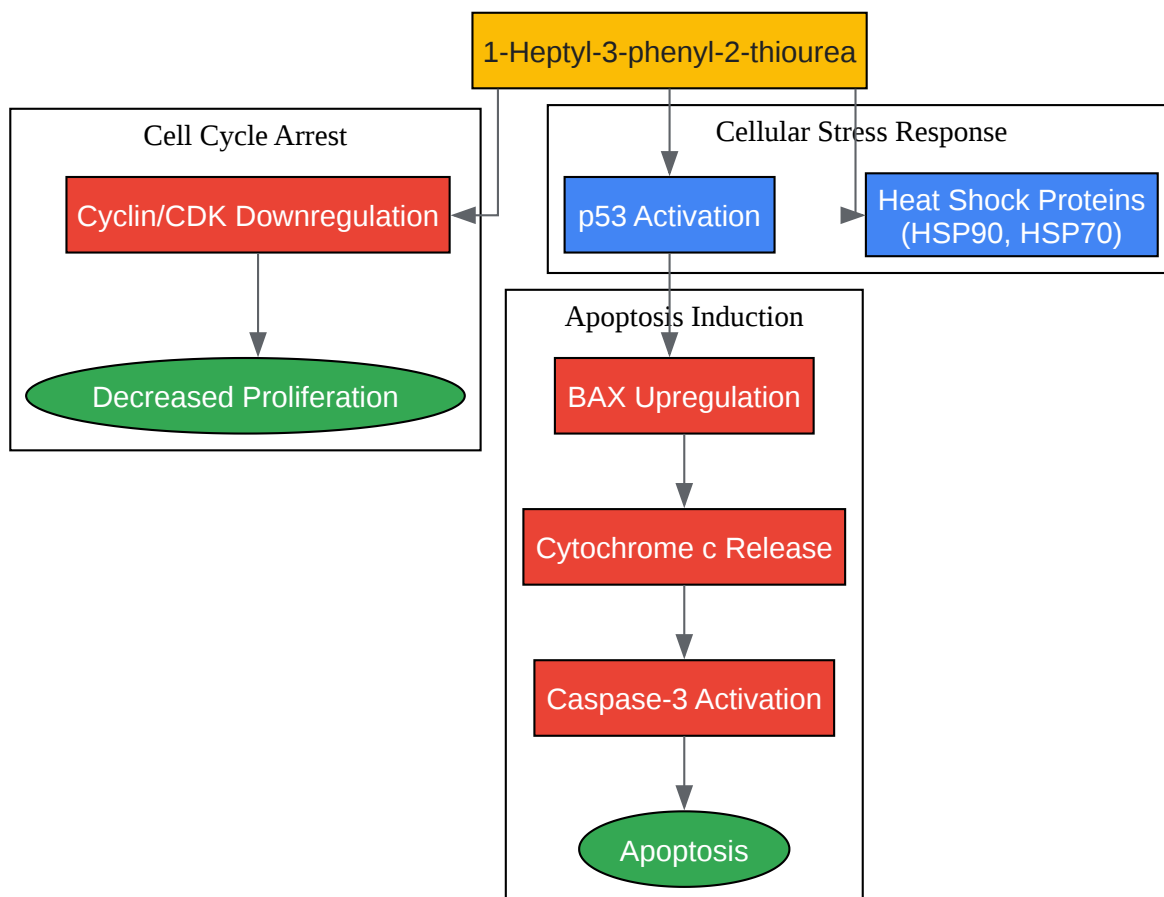 1-Heptyl-3-phenyl-2-thiourea
Cell Cycle Arrest
Cyclin/CDK Downregulation
Decreased Proliferation
Cellular Stress Response
p53 Activation
Heat Shock Proteins
(HSP90, HSP70)
Apoptosis Induction
BAX Upregulation
Cytochrome c Release
Caspase-3 Activation
Apoptosis